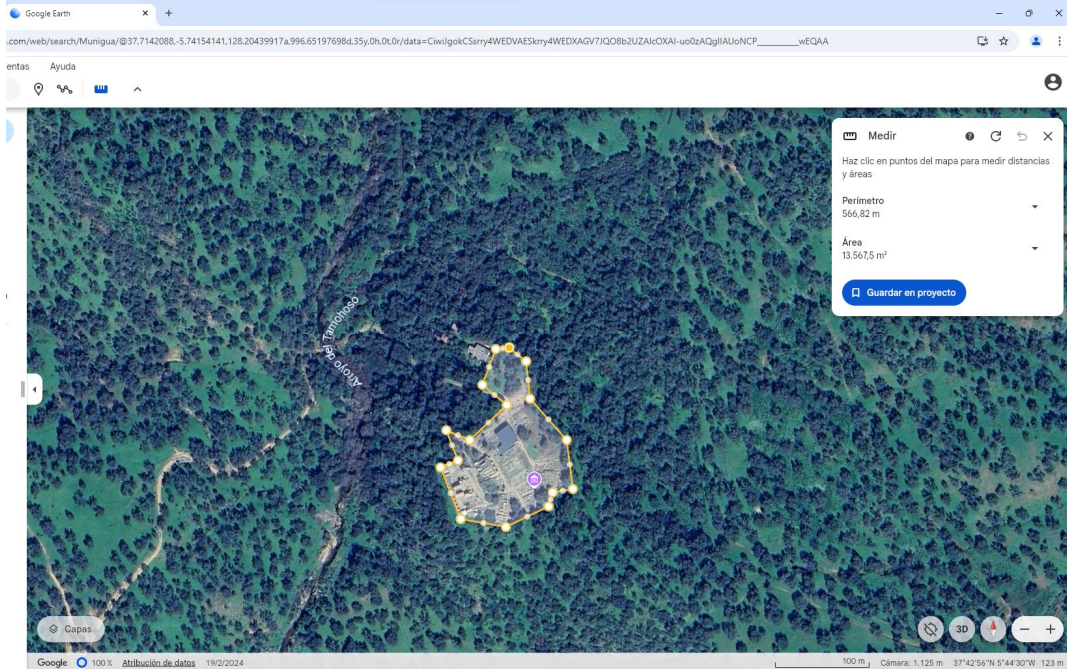 Google Earth
.com/web/search/Munigua/@37.7142088,-5.74154141,128.20439917a,996.65197698d,35y,0h,0t,0r/data=CiwiJgokCSsrry4WEDVAESkrry4WEDXAGV7JQO8b2UZAIcOXAI-uo0zAQgIIAUoNCP___________wEQAA
entas Ayuda
Medir
Haz clic en puntos del mapa para medir distancias
y áreas
Perímetro
566,82 m
Área
13.567,5 m²
Guardar en proyecto
Arroyo del Tamohoso
Capas
3D
Google 100 % Atribución de datos 19/2/2024 100 m Cámara: 1.125 m 37°42'56"N 5°44'30"W 123 m